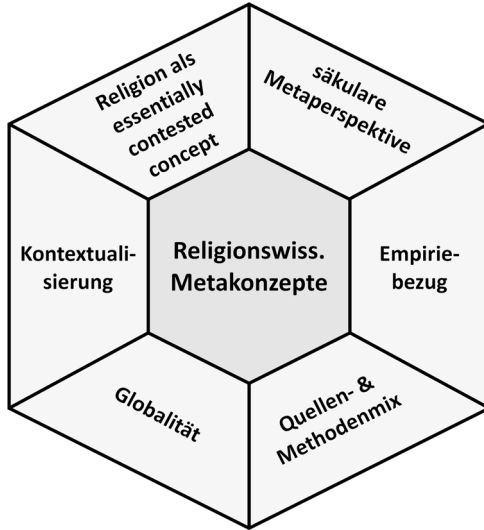 Religion als
essentially
contested
concept
säkulare
Metaperspektive
Kontextuali-
sierung
Religionswiss.
Metakonzepte
Empirie-
bezug
Globalität
Quellen- &
Methodenmix